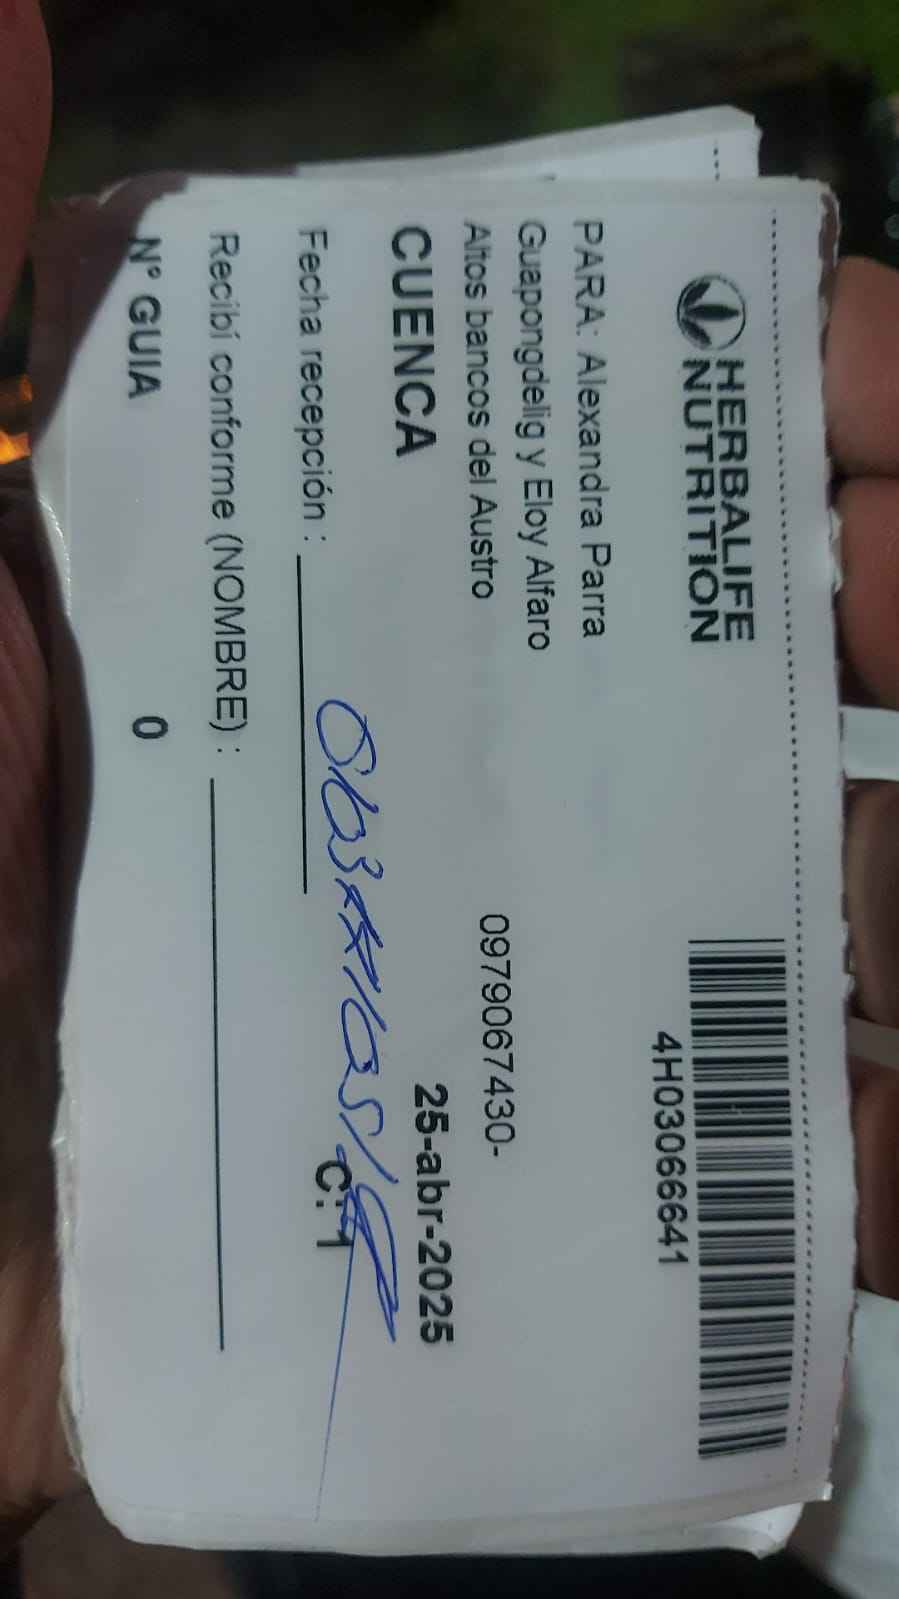 HERBALIFE
NUTRITION
4H03066641
PARA: Alexandra Parra
Guapongdelig y Eloy Alfaro
Altos bancos del Austro
0979067430-
CUENCA
25-abr-2025
Fecha recepción :
C: 1
Recibí conforme (NOMBRE) :
N° GUIA 0